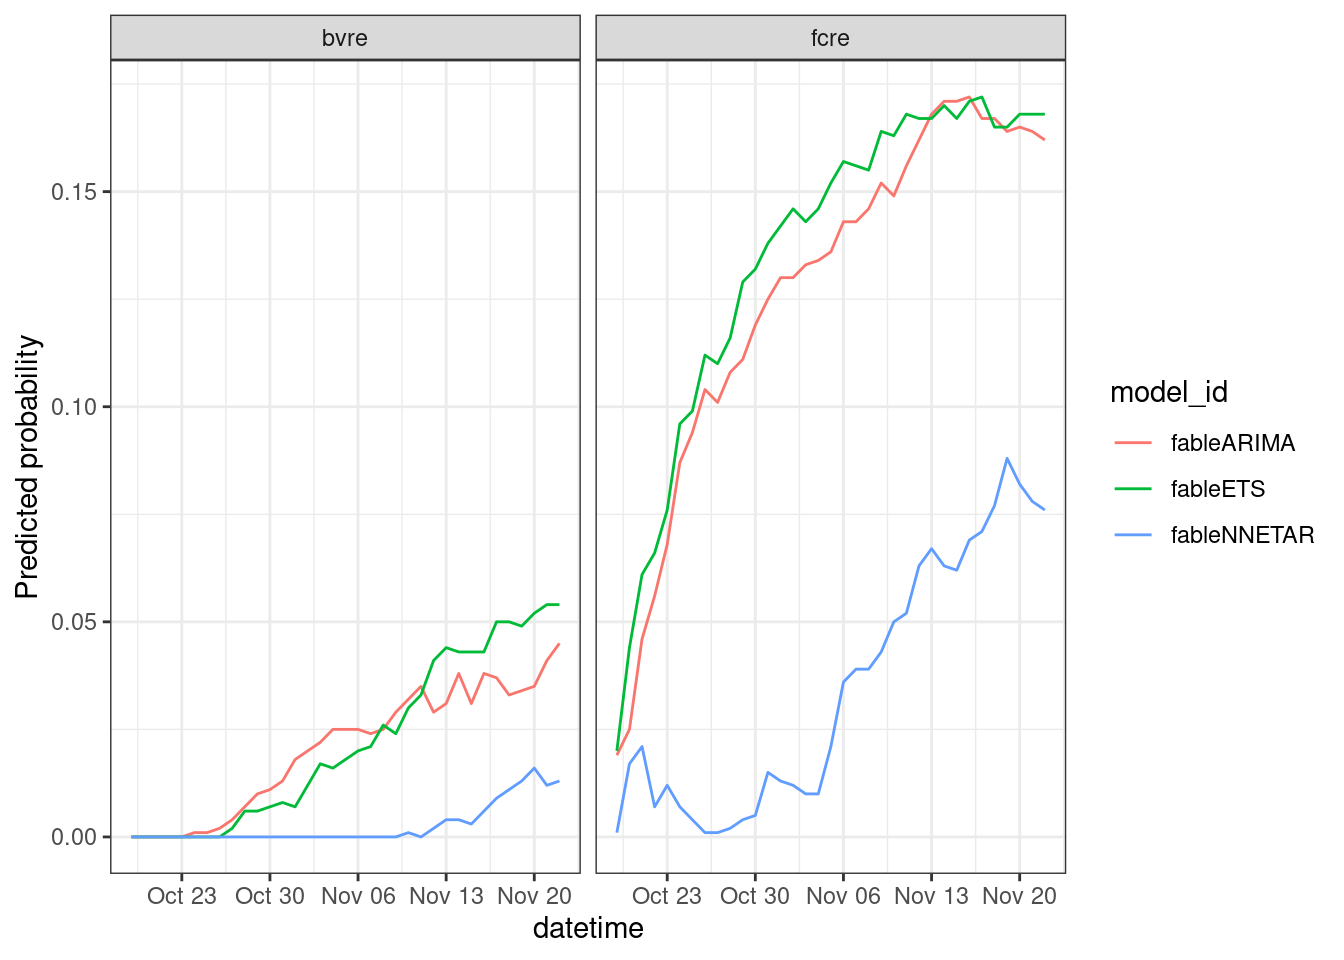 bvre
fcre
Predicted probability
0.15
0.10
0.05
0.00
Oct 23 Oct 30 Nov 06 Nov 13 Nov 20
Oct 23 Oct 30 Nov 06 Nov 13 Nov 20
datetime
model_id
fableARIMA
fableETS
fableNNETAR